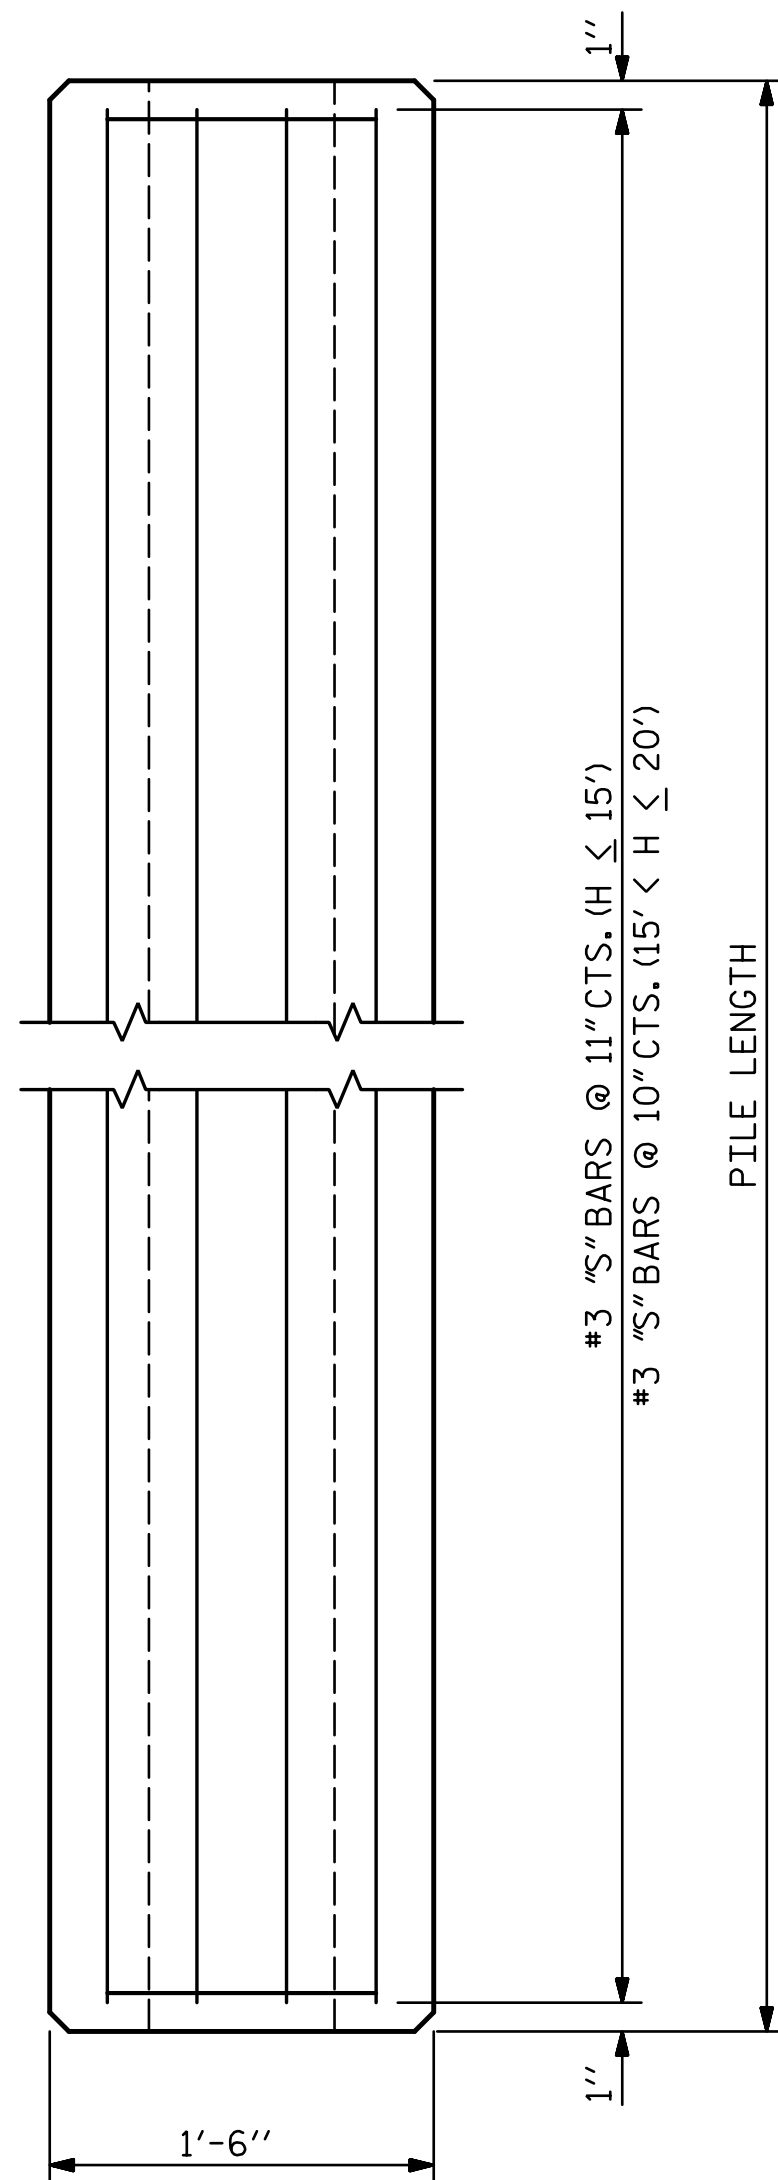 1″
#3 "S" BARS @ 11" CTS. (H ≤ 15')
#3 "S" BARS @ 10" CTS. (15' < H ≤ 20')
PILE LENGTH
1″
1'-6″